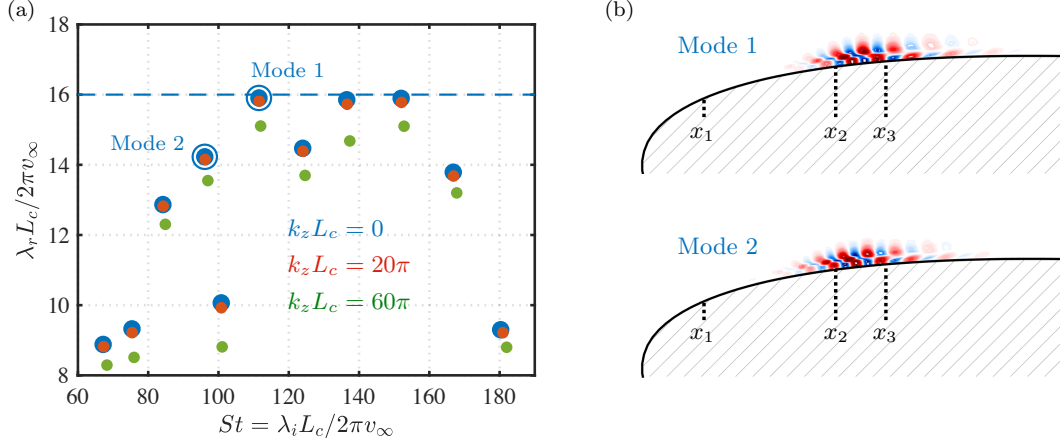 (a)
18
16
14
12
10
8
λ_r L_c/2πv_∞
Mode 1
Mode 2
k_z L_c = 0
k_z L_c = 20π
k_z L_c = 60π
60 80 100 120 140 160 180
St = λ_i L_c/2πv_∞
(b)
Mode 1
x_1 x_2 x_3
Mode 2
x_1 x_2 x_3